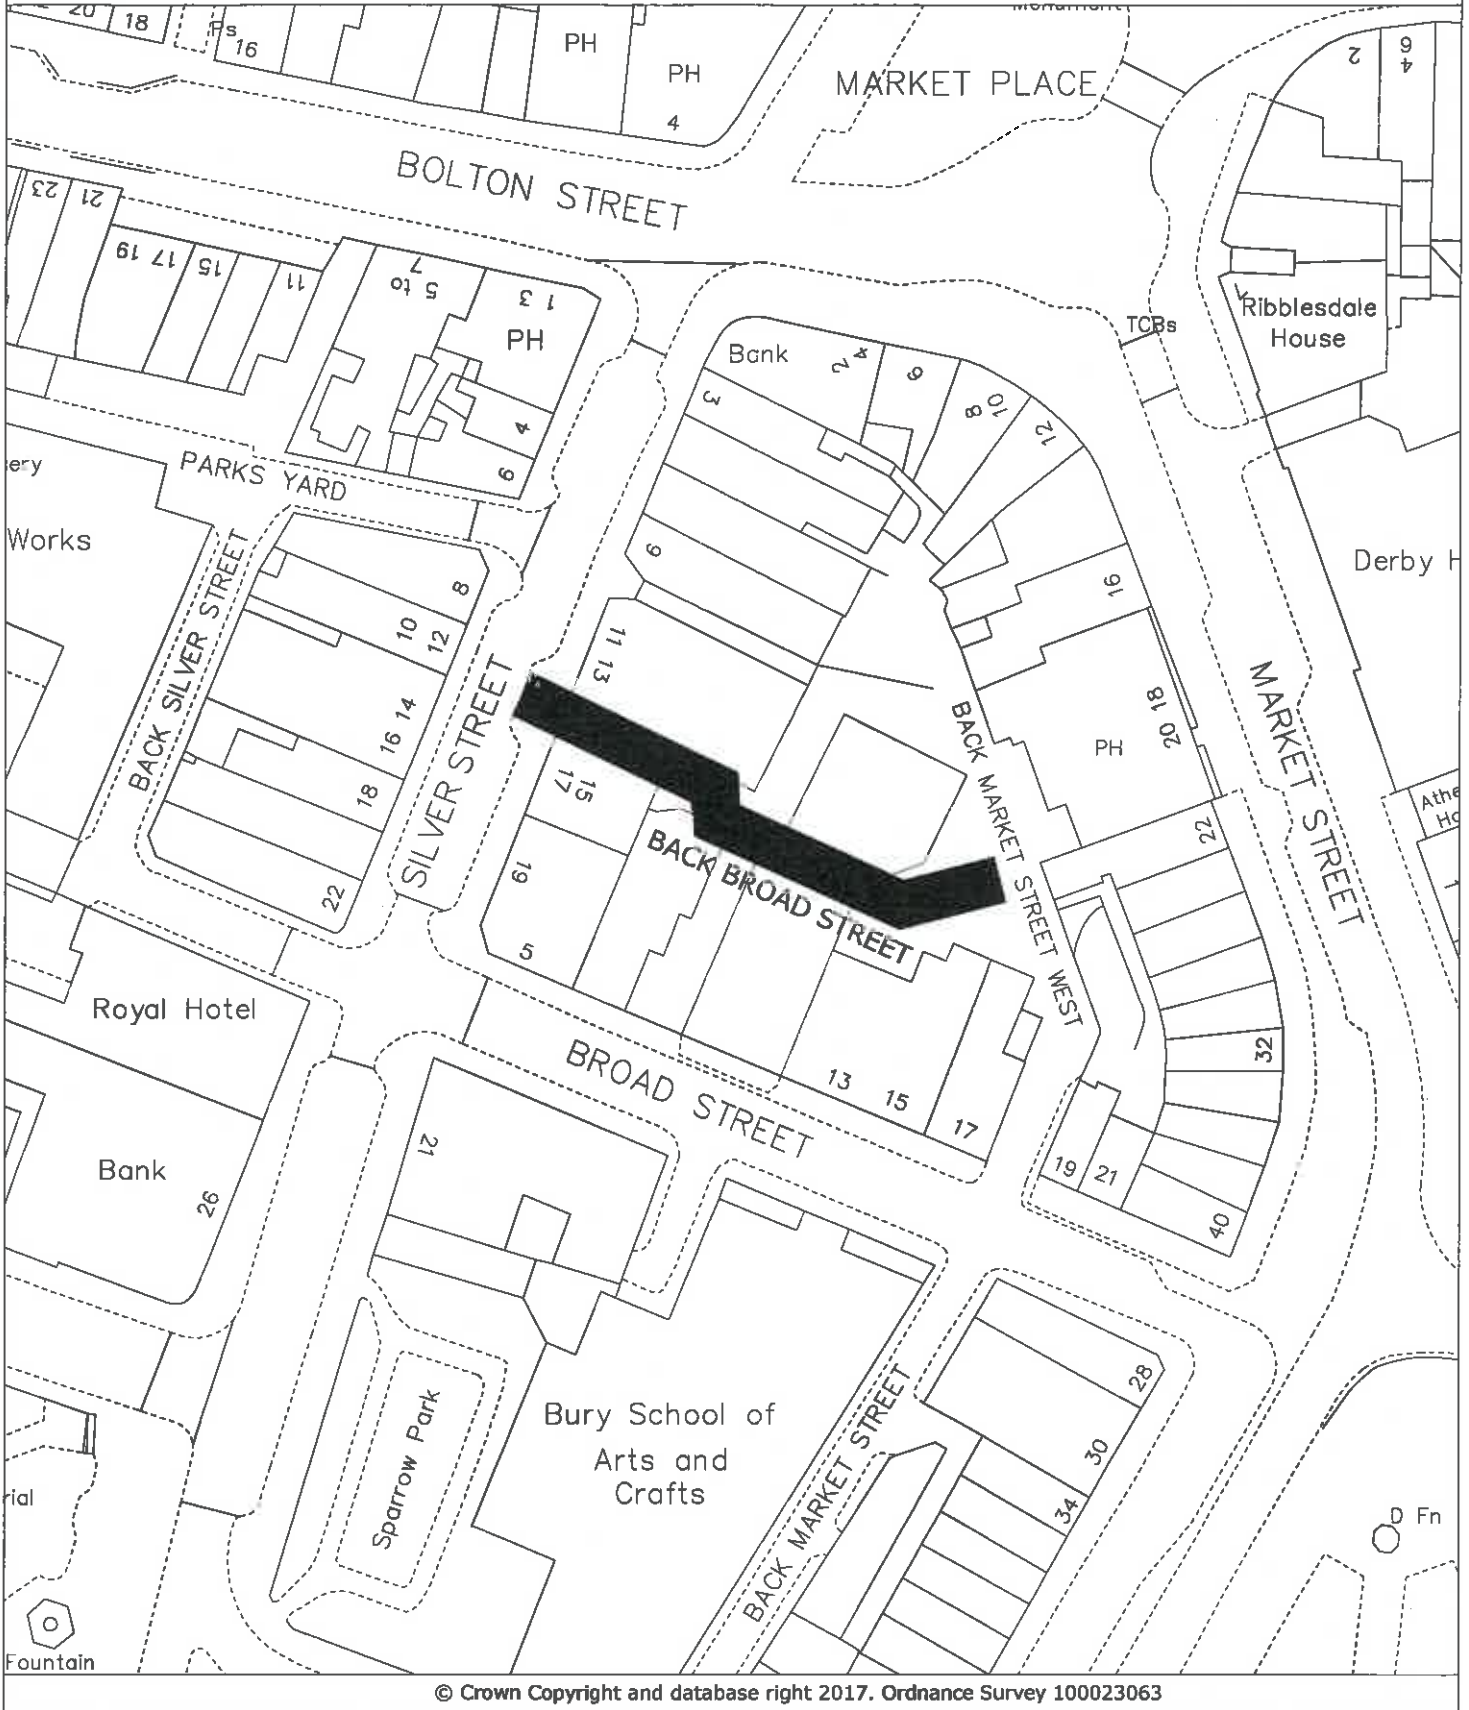 20
18
Ps
16
PH
PH
4
Monument
MARKET PLACE
2
4
6
BOLTON STREET
23
21
19
17
15
11
5 to
7
1 3
PH
4
6
TCBs
Ribblesdale
House
Bank
2
4
6
8
10
12
3
PARKS YARD
Works
BACK SILVER STREET
8
10
12
9
16
Derby H
11
13
14
16
18
22
SILVER STREET
15
17
19
5
BACK BROAD STREET
BACK MARKET STREET WEST
PH
18
20
22
MARKET STREET
Royal Hotel
BROAD STREET
13
15
17
32
19
21
40
Bank
26
21
Sparrow Park
Bury School of
Arts and
Crafts
BACK MARKET STREET
28
30
34
D Fn
Fountain
© Crown Copyright and database right 2017. Ordnance Survey 100023063